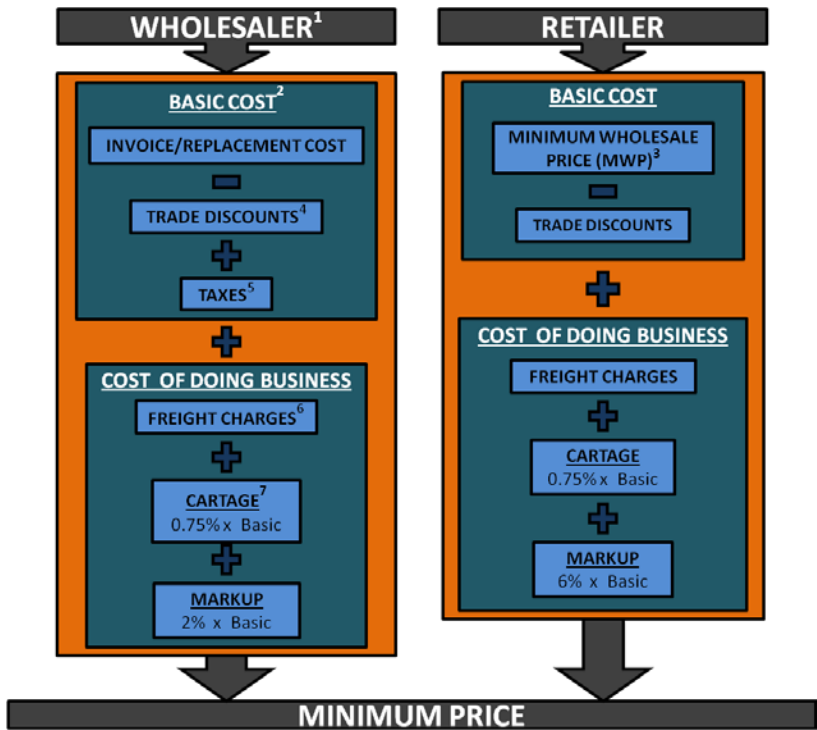 WHOLESALER¹
BASIC COST²
INVOICE/REPLACEMENT COST
TRADE DISCOUNTS⁴
TAXES⁵
COST OF DOING BUSINESS
FREIGHT CHARGES⁶
CARTAGE⁷
0.75% x Basic
MARKUP
2% x Basic
RETAILER
BASIC COST
MINIMUM WHOLESALE
PRICE (MWP)³
TRADE DISCOUNTS
COST OF DOING BUSINESS
FREIGHT CHARGES
CARTAGE
0.75% x Basic
MARKUP
6% x Basic
MINIMUM PRICE